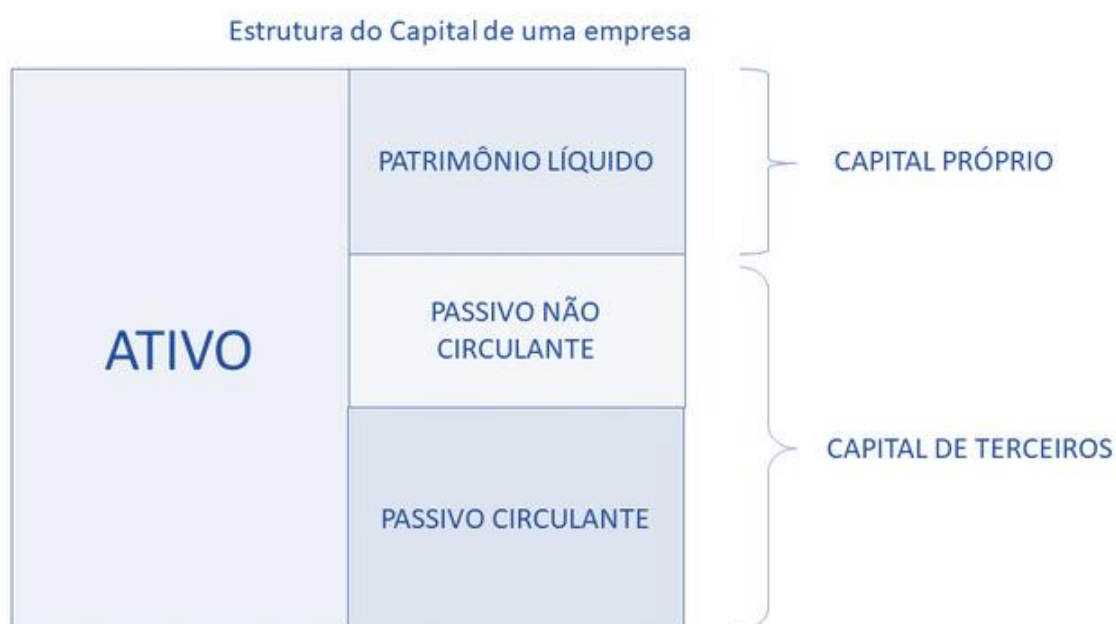 Estrutura do Capital de uma empresa
PATRIMÔNIO LÍQUIDO
CAPITAL PRÓPRIO
ATIVO
PASSIVO NÃO
CIRCULANTE
CAPITAL DE TERCEIROS
PASSIVO CIRCULANTE